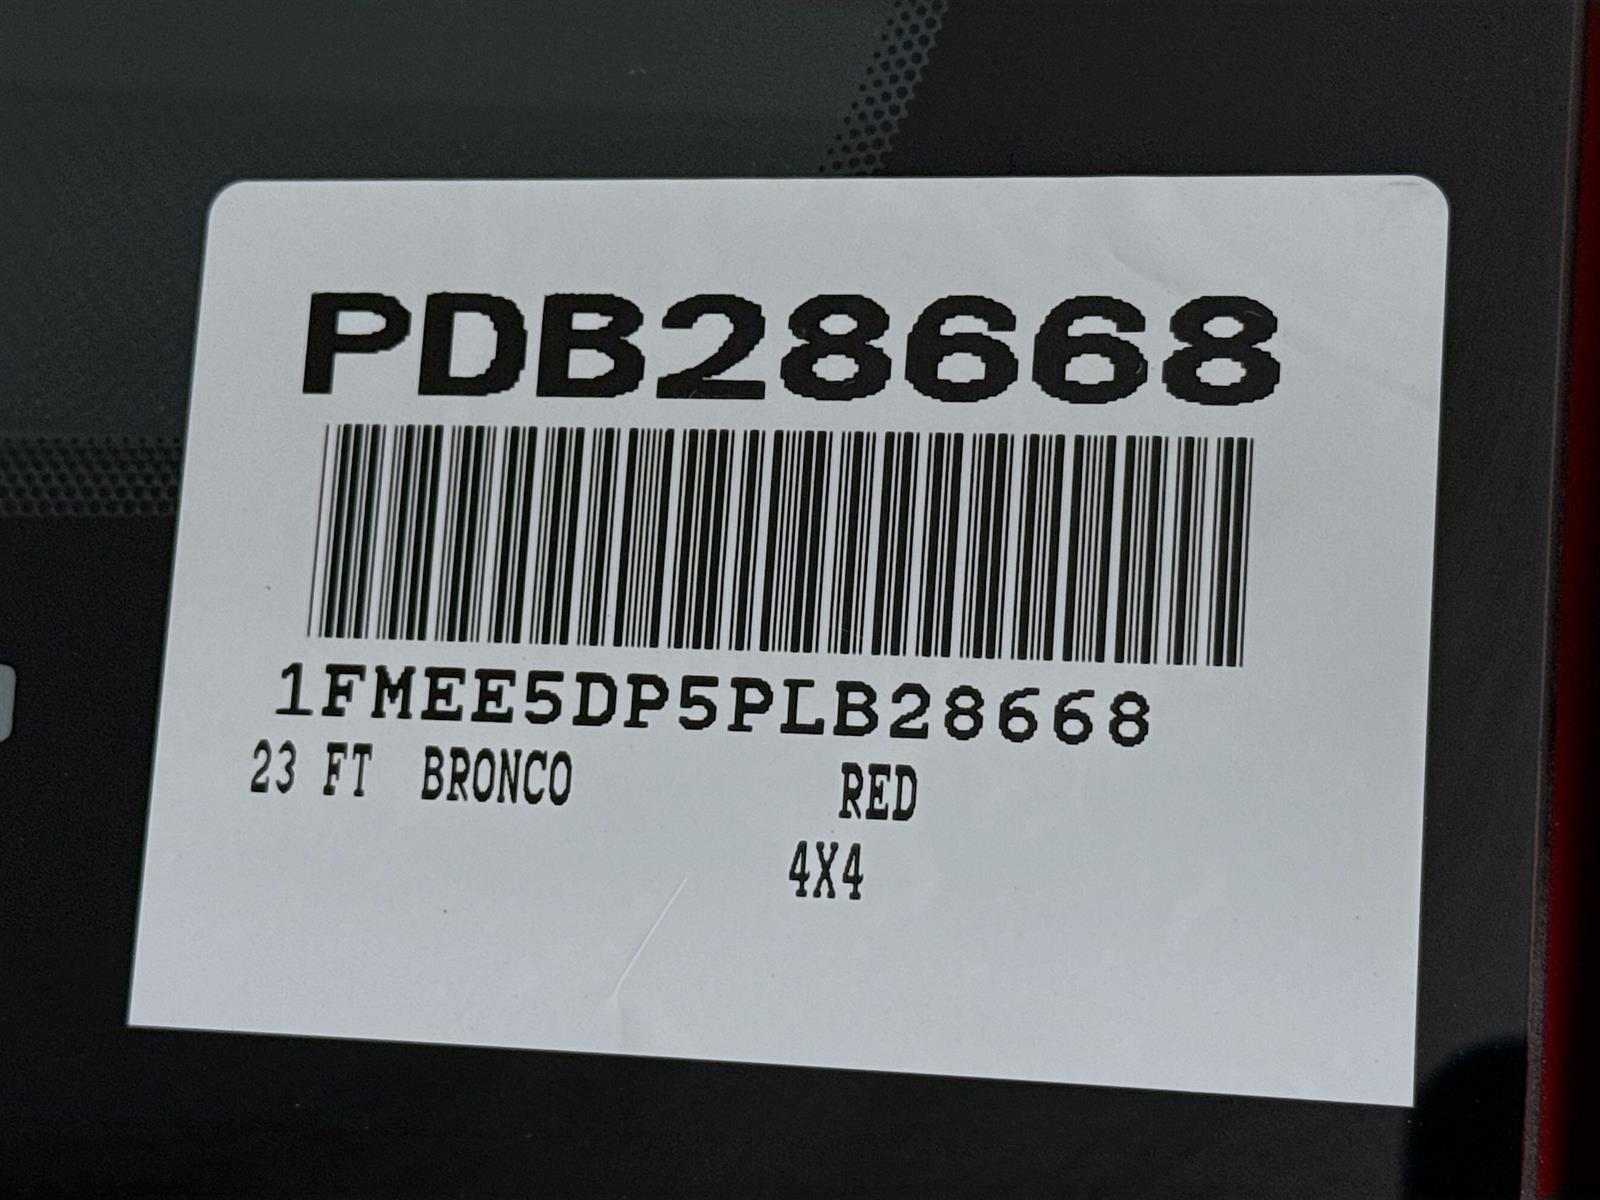 PDB28668
1FMEE5DP5PLB28668
23 FT BRONCO RED
4X4